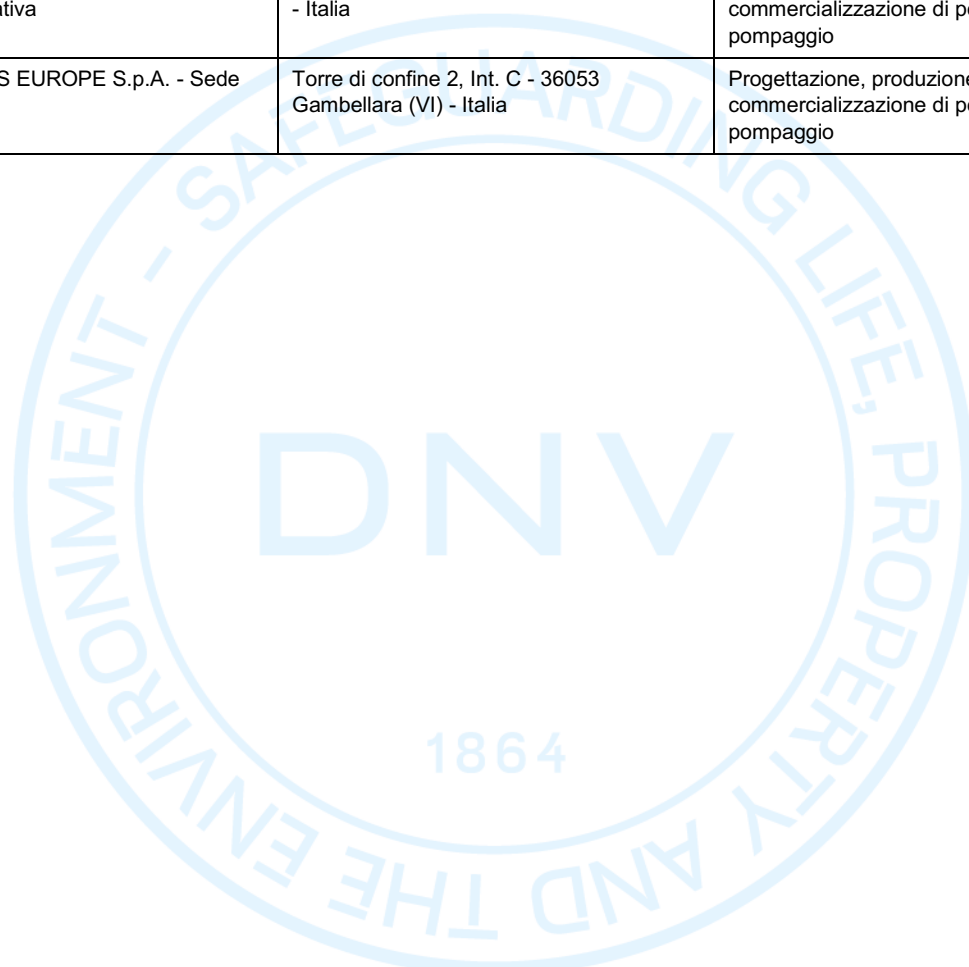 - Italia
commercializzazione di
pompaggio
S EUROPE S.p.A. - Sede
Torre di confine 2, Int. C - 36053
Gambellara (VI) - Italia
Progettazione, produzione
commercializzazione di
pompaggio
SAFEGUARDING LIFE, PROPERTY AND THE ENVIRONMENT -
DNV
1864